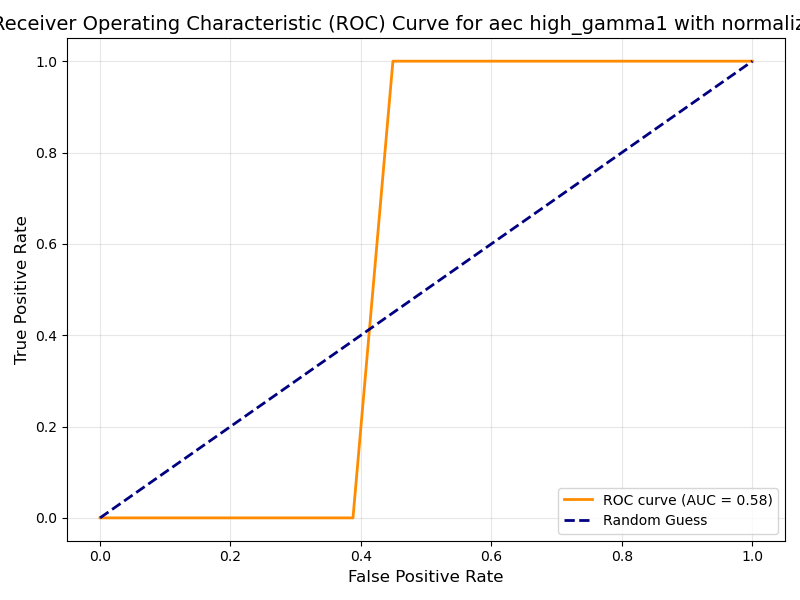 Receiver Operating Characteristic (ROC) Curve for aec high_gamma1 with normaliz
1.0
0.8
0.6
0.4
0.2
0.0
True Positive Rate
ROC curve (AUC = 0.58)
Random Guess
0.0 0.2 0.4 0.6 0.8 1.0
False Positive Rate